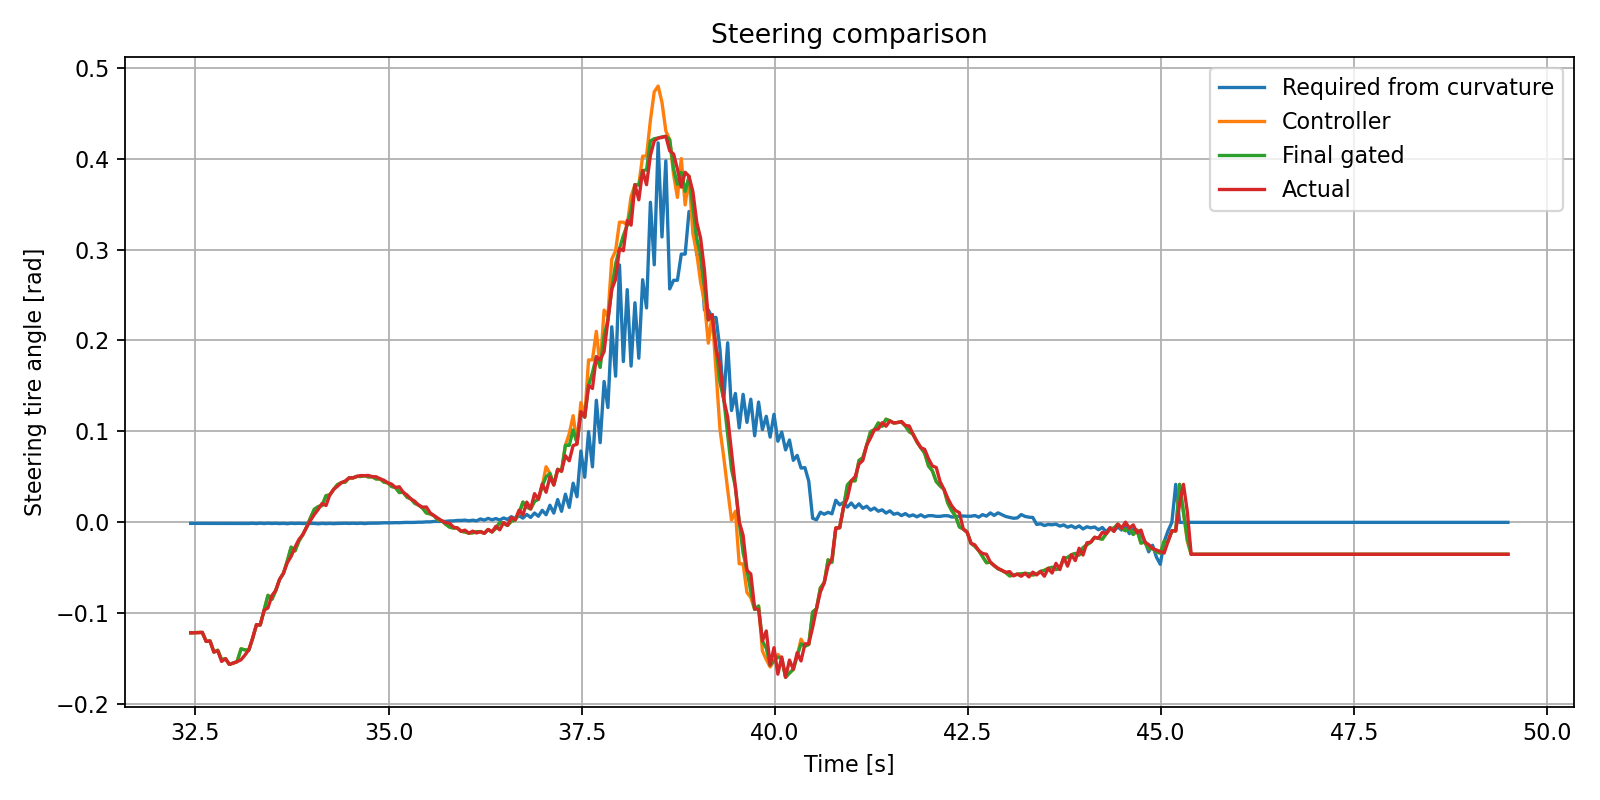 Steering comparison
0.5
0.4
0.3
0.2
0.1
0.0
−0.1
−0.2
Steering tire angle [rad]
Required from curvature
Controller
Final gated
Actual
32.5 35.0 37.5 40.0 42.5 45.0 47.5 50.0
Time [s]